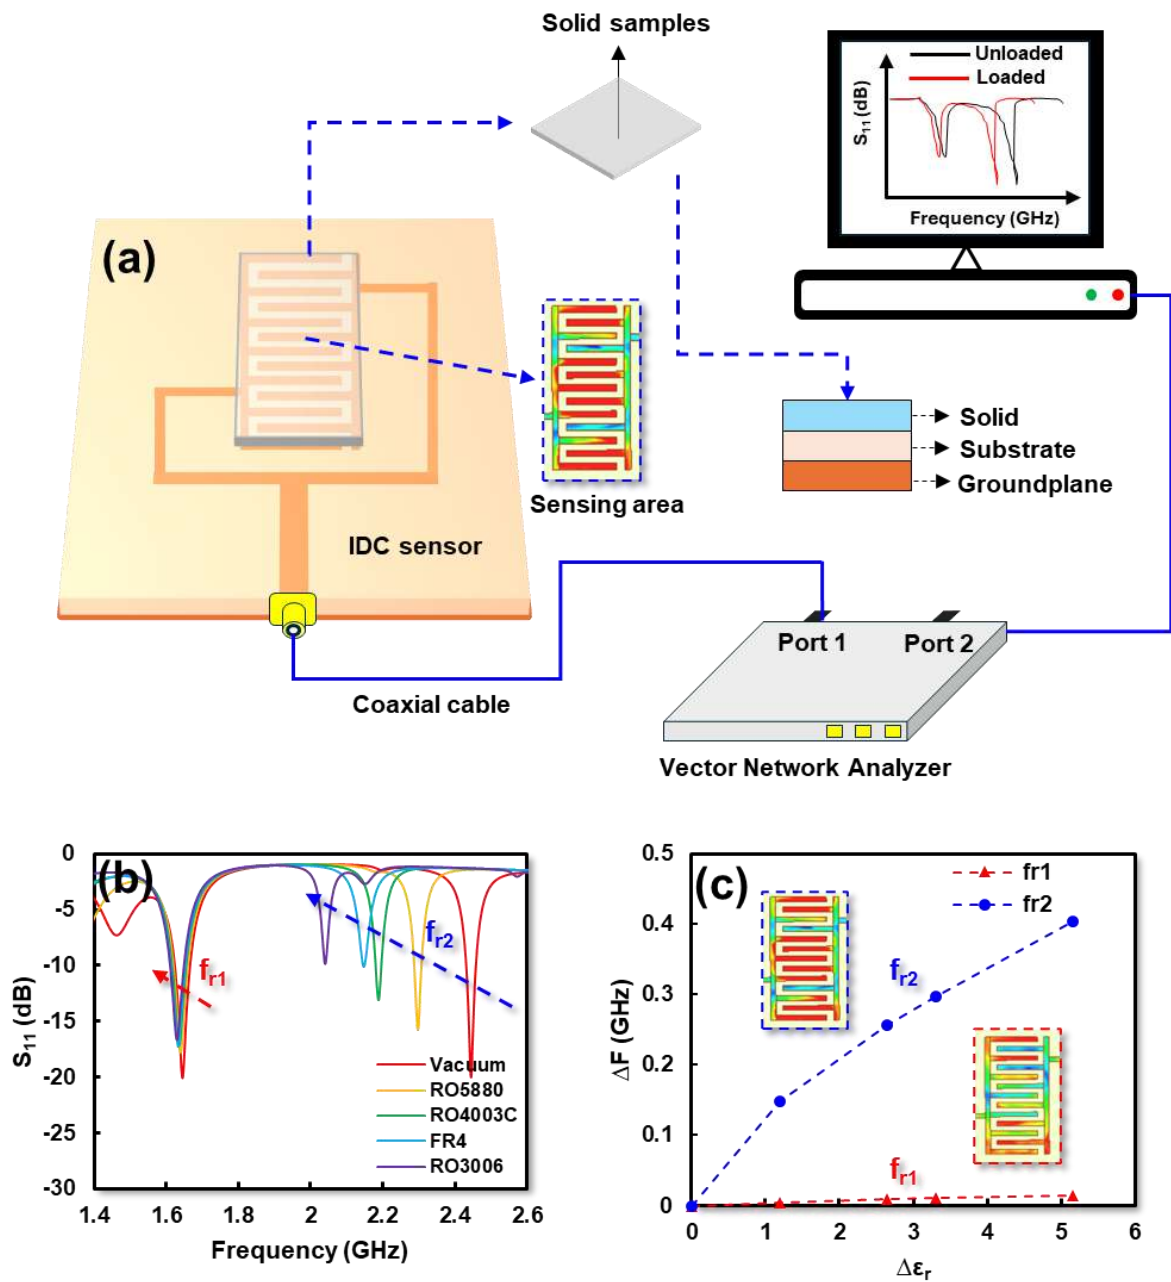 Solid samples
Unloaded
Loaded
S₁₁ (dB)
Frequency (GHz)
(a)
Solid
Substrate
Groundplane
Sensing area
IDC sensor
Port 1
Port 2
Coaxial cable
Vector Network Analyzer
(b)
0
-5
-10
-15
-20
-25
-30
S₁₁ (dB)
fᵣ₁
fᵣ₂
Vacuum
RO5880
RO4003C
FR4
RO3006
1.4 1.6 1.8 2 2.2 2.4 2.6
Frequency (GHz)
(c)
0.5
0.4
0.3
0.2
0.1
0
ΔF (GHz)
fr1
fr2
fᵣ₂
fᵣ₁
0 1 2 3 4 5 6
Δεᵣ